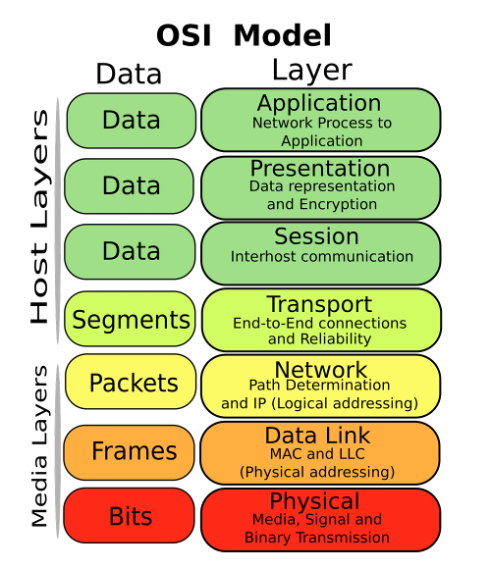 OSI Model
Data Layer
Host Layers
Data
Application
Network Process to
Application
Data
Presentation
Data representation
and Encryption
Data
Session
Interhost communication
Segments
Transport
End-to-End connections
and Reliability
Media Layers
Packets
Network
Path Determination
and IP (Logical addressing)
Frames
Data Link
MAC and LLC
(Physical addressing)
Bits
Physical
Media, Signal and
Binary Transmission